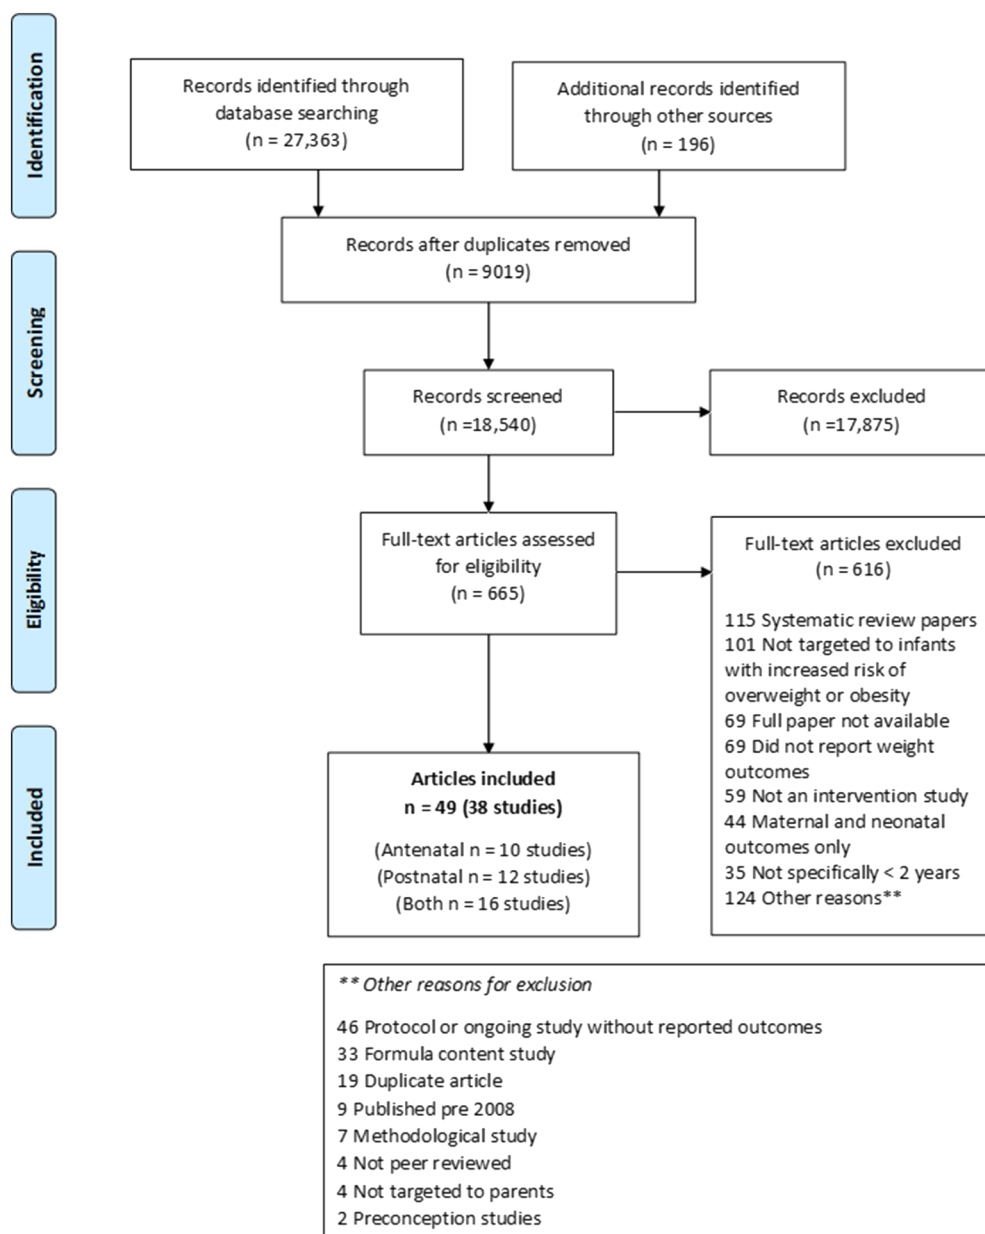 Identification
Records identified through
database searching
(n = 27,363)
Additional records identified
through other sources
(n = 196)
Records after duplicates removed
(n = 9019)
Screening
Records screened
(n =18,540)
Records excluded
(n =17,875)
Eligibility
Full-text articles assessed
for eligibility
(n = 665)
Full-text articles excluded
(n = 616)
115 Systematic review papers
101 Not targeted to infants
with increased risk of
overweight or obesity
69 Full paper not available
69 Did not report weight
outcomes
59 Not an intervention study
44 Maternal and neonatal
outcomes only
35 Not specifically < 2 years
124 Other reasons**
Included
Articles included
n = 49 (38 studies)
(Antenatal n = 10 studies)
(Postnatal n = 12 studies)
(Both n = 16 studies)
** Other reasons for exclusion
46 Protocol or ongoing study without reported outcomes
33 Formula content study
19 Duplicate article
9 Published pre 2008
7 Methodological study
4 Not peer reviewed
4 Not targeted to parents
2 Preconception studies